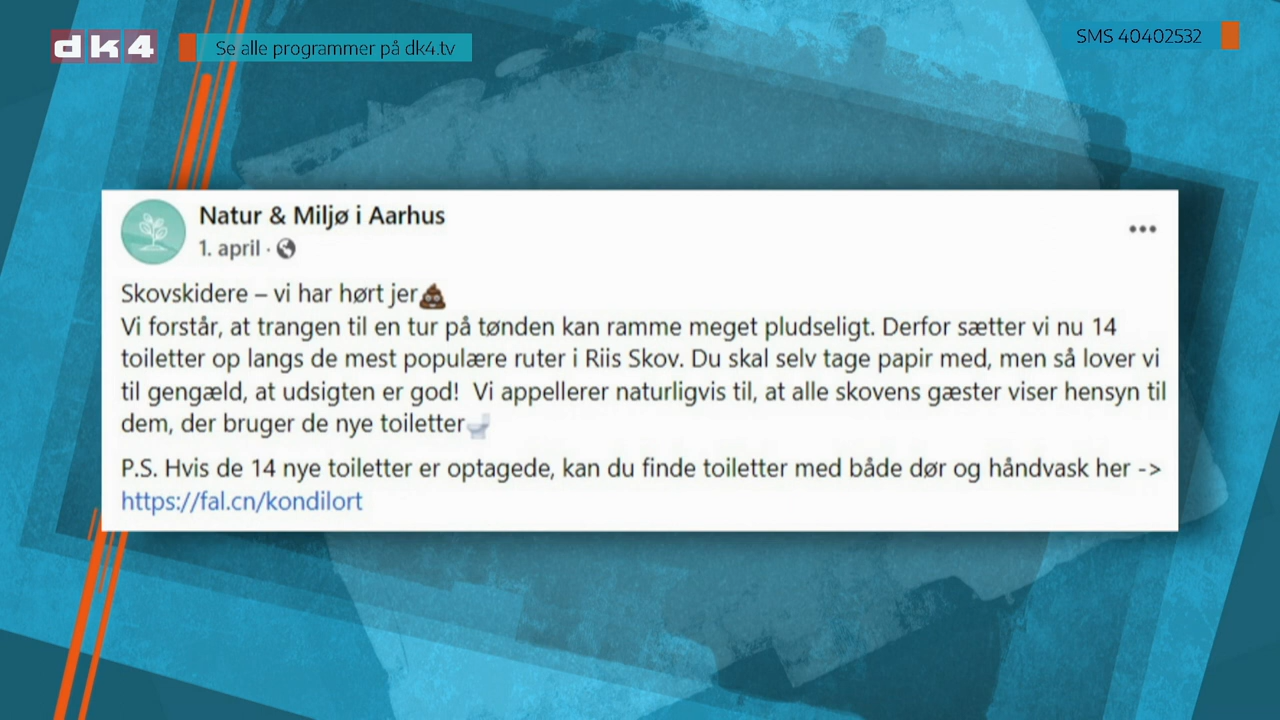 dk4
Se alle programmer på dk4.tv
SMS 40402532
Natur & Miljø i Aarhus
1. april ·
Skovskidere – vi har hørt jer💩
Vi forstår, at trangen til en tur på tønden kan ramme meget pludseligt. Derfor sætter vi nu 14
toiletter op langs de mest populære ruter i Riis Skov. Du skal selv tage papir med, men så lover vi
til gengæld, at udsigten er god!  Vi appellerer naturligvis til, at alle skovens gæster viser hensyn til
dem, der bruger de nye toiletter🚽
P.S. Hvis de 14 nye toiletter er optagede, kan du finde toiletter med både dør og håndvask her ->
https://fal.cn/kondilort